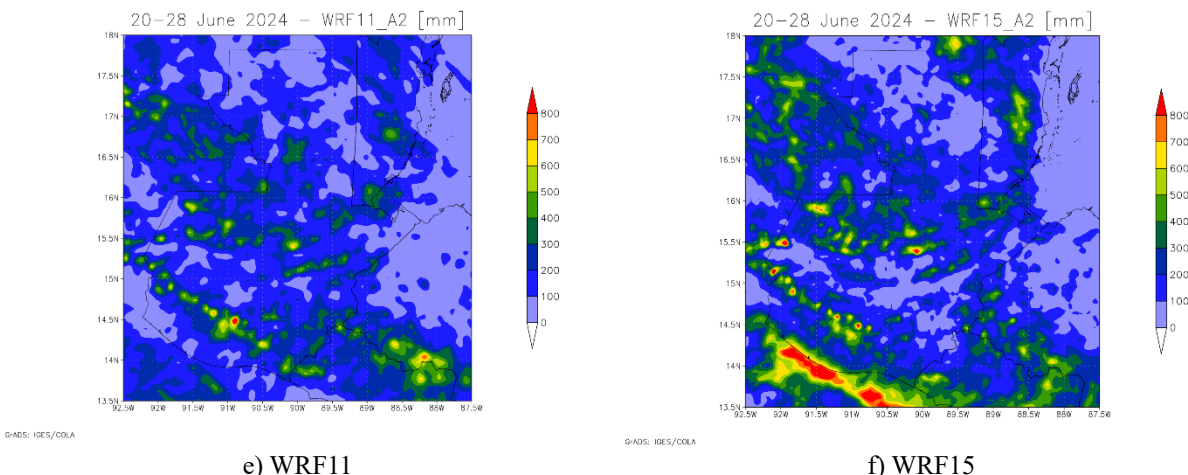 20-28 June 2024 - WRF11_A2 [mm]
18N
17.5N
17N
16.5N
16N
15.5N
15N
14.5N
14N
13.5N
92.5W 92W 91.5W 91W 90.5W 90W 89.5W 89W 88.5W 88W 87.5W
800
700
600
500
400
300
200
100
0
GrADS: IGES/COLA
e) WRF11
20-28 June 2024 - WRF15_A2 [mm]
18N
17.5N
17N
16.5N
16N
15.5N
15N
14.5N
14N
13.5N
92.5W 92W 91.5W 91W 90.5W 90W 89.5W 89W 88.5W 88W 87.5W
800
700
600
500
400
300
200
100
0
GrADS: IGES/COLA
f) WRF15